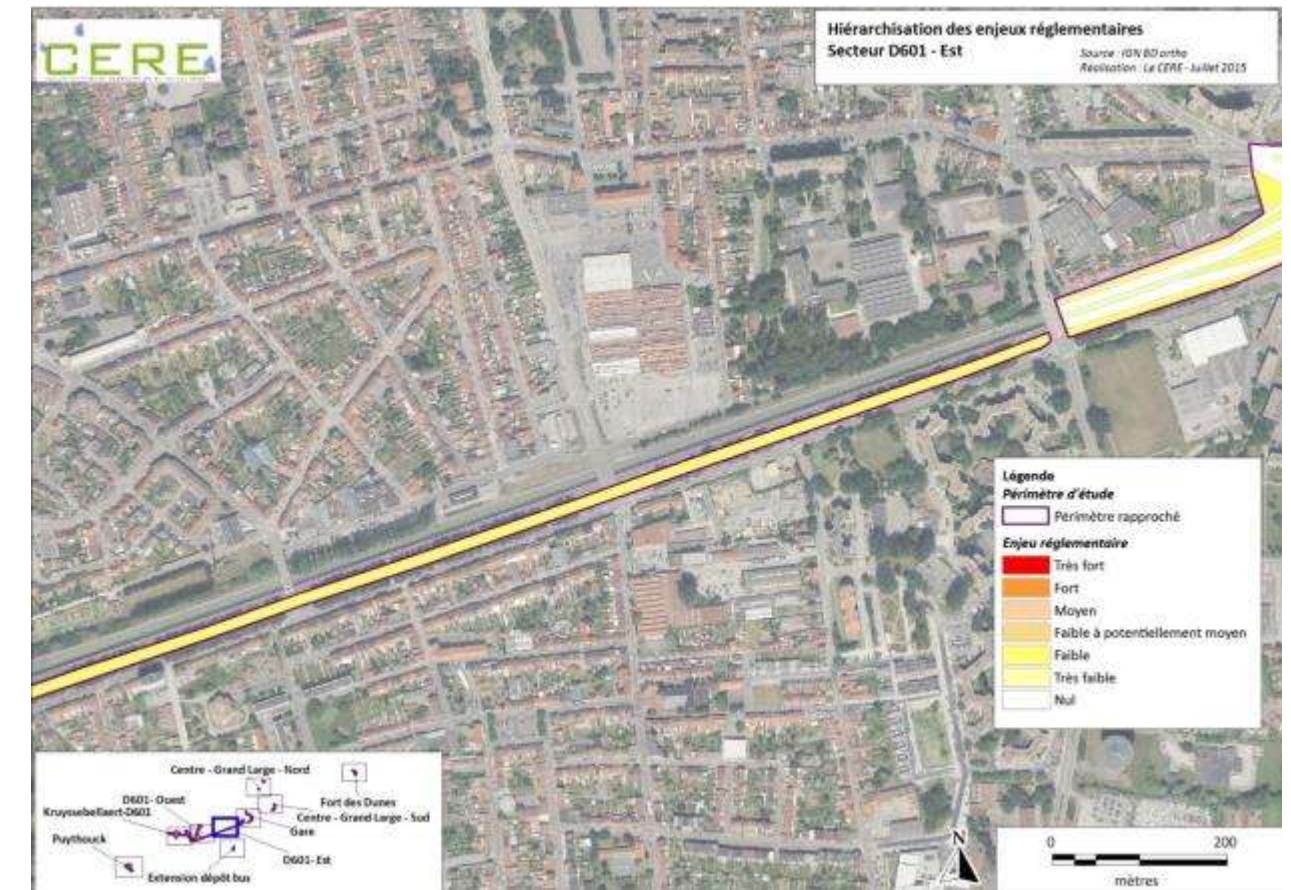 CERE
Hiérarchisation des enjeux réglementaires
Secteur D601 - Est
Source : IGN BD ortho
Réalisation : Le CERE - Juillet 2015
Légende
Périmètre d'étude
Périmètre rapproché
Enjeu réglementaire
Très fort
Fort
Moyen
Faible à potentiellement moyen
Faible
Très faible
Nul
Centre - Grand Large - Nord
Fort des Dunes
D601- Ouest
Kruyssebellaert-D601
Centre - Grand Large - Sud
Gare
Puythouck
D601- Est
Extension dépôt bus
N
0 200
mètres